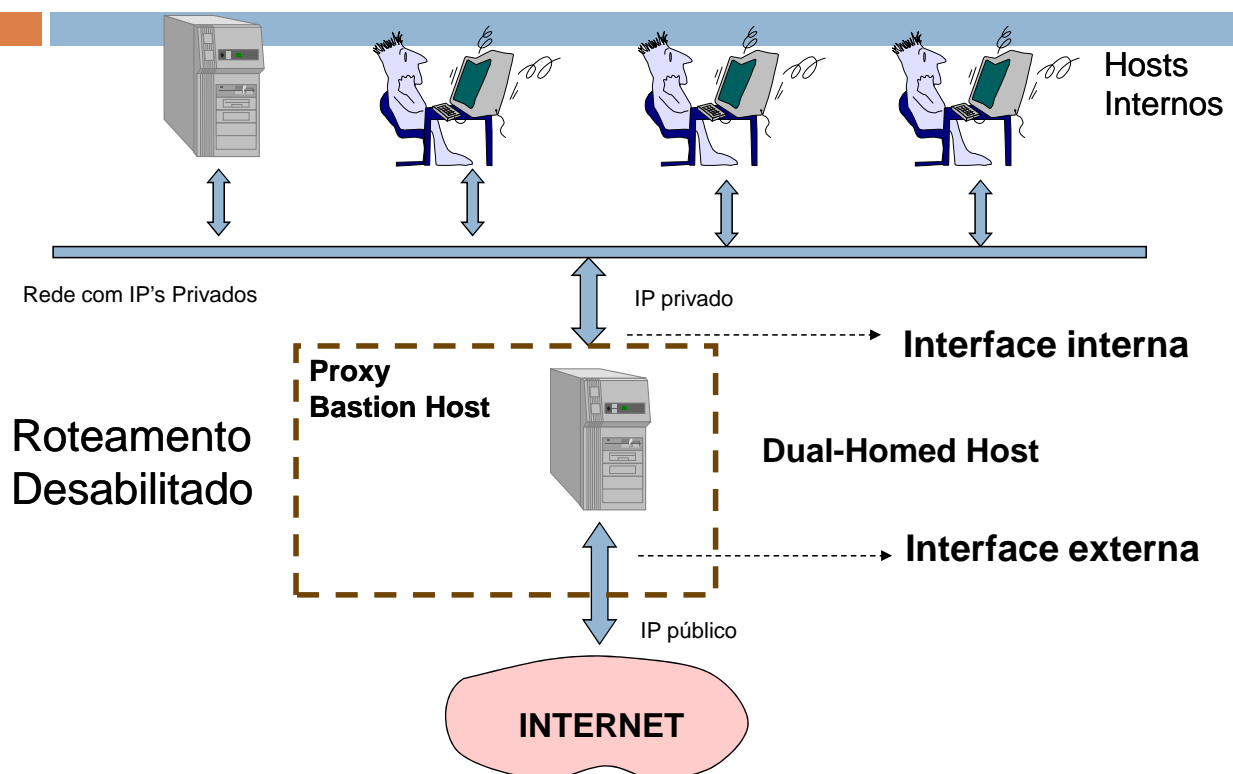 Hosts
Internos
Rede com IP's Privados
IP privado
Interface interna
Proxy
Bastion Host
Roteamento
Desabilitado
Dual-Homed Host
Interface externa
IP público
INTERNET